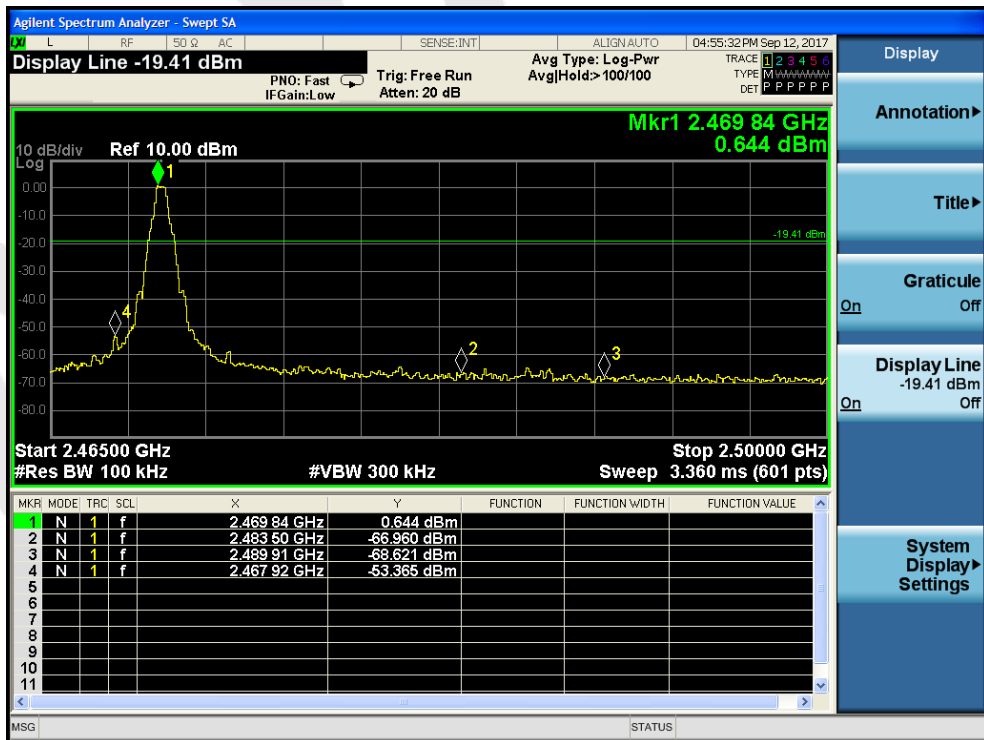 Agilent Spectrum Analyzer - Swept SA
LXI L RF 50 Ω AC SENSE:INT ALIGN AUTO 04:55:32 PM Sep 12, 2017
Display Line -19.41 dBm
PNO: Fast
IFGain:Low
Trig: Free Run
Atten: 20 dB
Avg Type: Log-Pwr
Avg|Hold:> 100/100
TRACE 1 2 3 4 5 6
TYPE M WWWWW
DET P P P P P P
Mkr1 2.469 84 GHz
0.644 dBm
10 dB/div Ref 10.00 dBm
Log
1
0.00
-10.0
-19.41 dBm
-20.0
-30.0
-40.0
4
-50.0
2
3
-60.0
-70.0
-80.0
Start 2.46500 GHz Stop 2.50000 GHz
#Res BW 100 kHz #VBW 300 kHz Sweep 3.360 ms (601 pts)
MKR MODE TRC SCL X Y FUNCTION FUNCTION WIDTH FUNCTION VALUE
1 N 1 f 2.469 84 GHz 0.644 dBm
2 N 1 f 2.483 50 GHz -66.960 dBm
3 N 1 f 2.489 91 GHz -68.621 dBm
4 N 1 f 2.467 92 GHz -53.365 dBm
5
6
7
8
9
10
11
MSG STATUS
Display
Annotation
Title
Graticule
On Off
Display Line
-19.41 dBm
On Off
System
Display
Settings